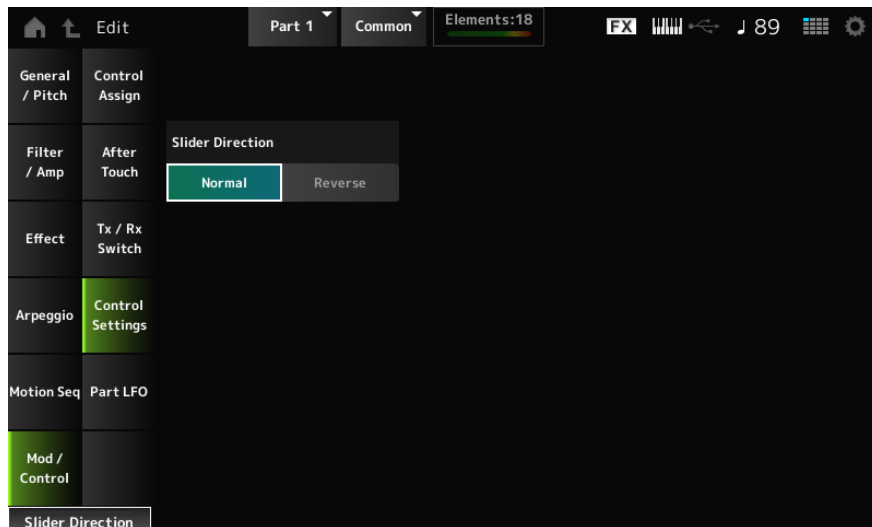 Edit
Part 1
Common
Elements:18
FX
♩ 89
General
/ Pitch
Control
Assign
Filter
/ Amp
After
Touch
Effect
Tx / Rx
Switch
Arpeggio
Control
Settings
Motion Seq
Part LFO
Mod /
Control
Slider Direction
Normal
Reverse
Slider Direction